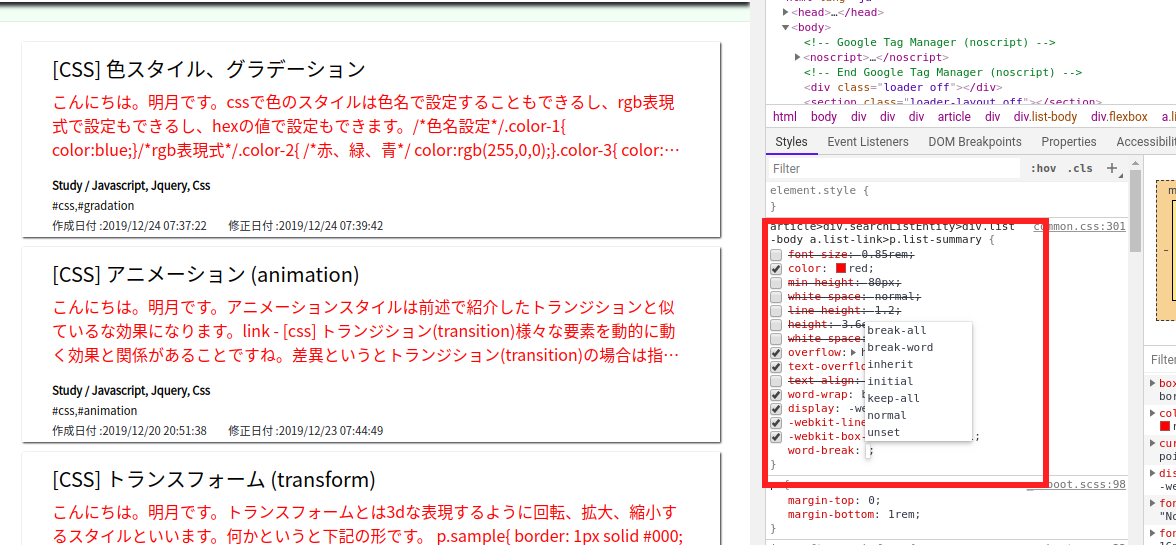 [CSS] 色スタイル、グラデーション
こんにちは。明月です。cssで色のスタイルは色名で設定することもできるし、rgb表現
式で設定もできるし、hexの値で設定もできます。/*色名設定*/.color-1{
color:blue;}/*rgb表現式*/.color-2{ /*赤、緑、青*/ color:rgb(255,0,0);}.color-3{ color:…
Study / Javascript, Jquery, Css
#css,#gradation
作成日付 :2019/12/24 07:37:22 修正日付 :2019/12/24 07:39:42
[CSS] アニメーション (animation)
こんにちは。明月です。アニメーションスタイルは前述で紹介したトランジションと似
ているな効果になります。link - [css] トランジション(transition)様々な要素を動的に動
く効果と関係があることですね。差異というとトランジション(transition)の場合は指…
Study / Javascript, Jquery, Css
#css,#animation
作成日付 :2019/12/20 20:51:38 修正日付 :2019/12/23 07:44:49
[CSS] トランスフォーム (transform)
こんにちは。明月です。トランスフォームとは3dな表現するように回転、拡大、縮小す
るスタイルといいます。何かというと下記の形です。 p.sample{ border: 1px solid #000;
<head>…</head>
<body>
<!-- Google Tag Manager (noscript) -->
<noscript>…</noscript>
<!-- End Google Tag Manager (noscript) -->
<div class="loader off"></div>
<section class="loader-layout off"></section>
html body div div div article div div.list-body div.flexbox a.li
Styles Event Listeners DOM Breakpoints Properties Accessibili
Filter :hov .cls +
element.style {
}
article>div.searchListEntity>div.list common.css:301
-body a.list-link>p.list-summary {
font-size: 0.85rem;
color: red;
min-height: 80px;
white-space: normal;
line-height: 1.2;
height: 3.6e
white-space:
overflow: h
text-overflo
text-align:
word-wrap: b
display: -we
-webkit-line
-webkit-box- ;
word-break: ;
}
break-all
break-word
inherit
initial
keep-all
normal
unset
p { boot.scss:98
margin-top: 0;
margin-bottom: 1rem;
}
m
Filter
box
bor
col
r
cur
poi
dis
-we
for
"No
for